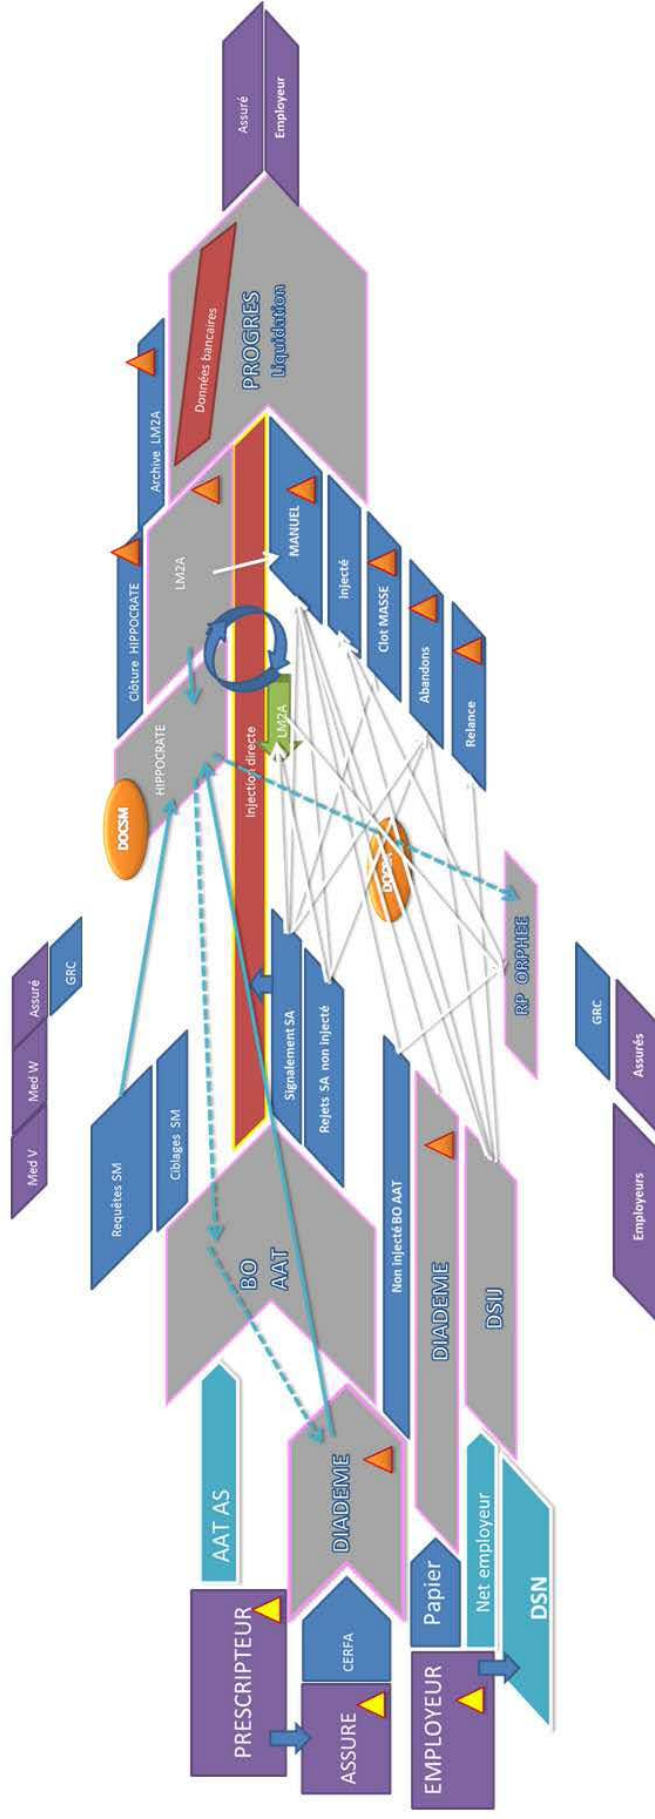 Med V
Med W
Assuré
GRC
Requêtes SM
Ciblages SM
DOCSM
Clôture HIPPOCRATE
Archive LM2A
HIPPOCRATE
LM2A
Données bancaires
PROGRES
Liquidation
Assuré
Employeur
AAT AS
BO
AAT
Injection directe
PRESCRIPTEUR
ASSURE
CERFA
DIADEME
Signalement SA
Rejets SA non injecté
LM2A
MANUEL
Injecté
Clot MASSE
Abandons
Relance
Non injecté BO AAT
EMPLOYEUR
Papier
Net employeur
DSN
DIADEME
DSIJ
RP ORPHEE
GRC
Employeurs
Assurés